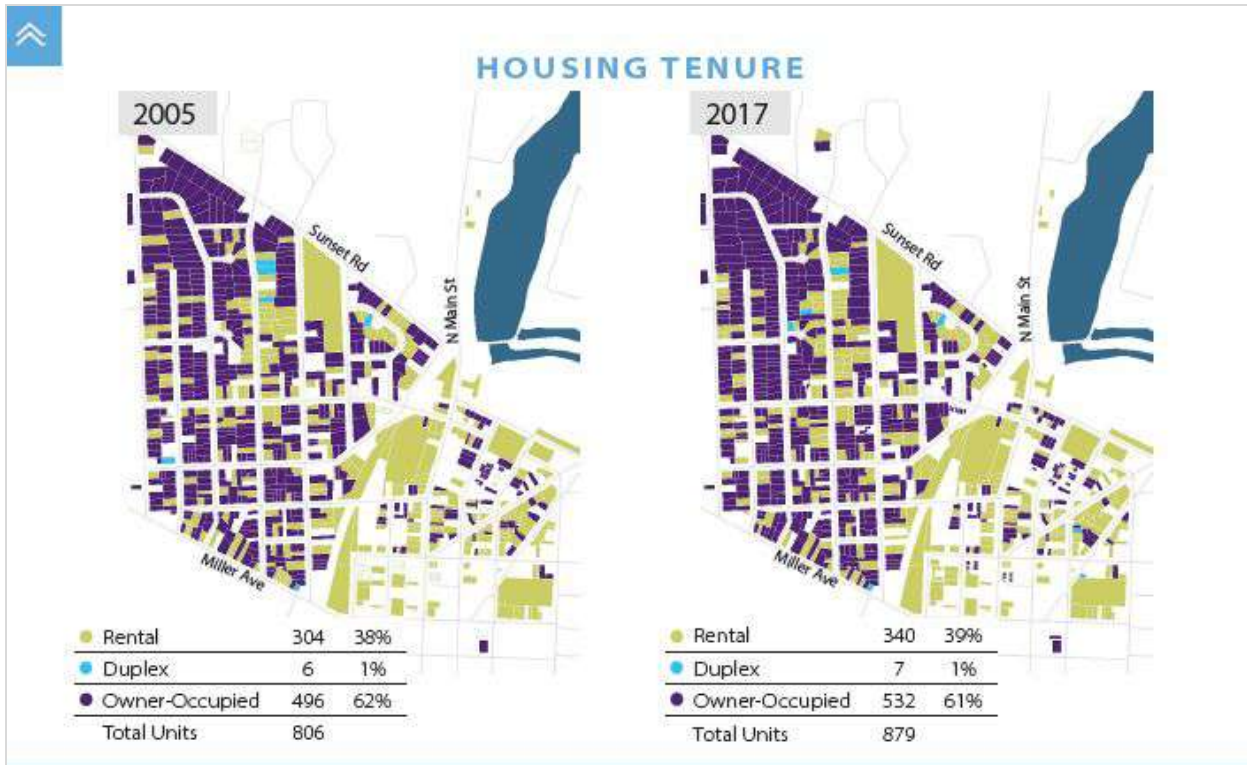 HOUSING TENURE
2005
Sunset Rd
N Main St
Miller Ave
Rental 304 38%
Duplex 6 1%
Owner-Occupied 496 62%
Total Units 806
2017
Sunset Rd
N Main St
Miller Ave
Rental 340 39%
Duplex 7 1%
Owner-Occupied 532 61%
Total Units 879